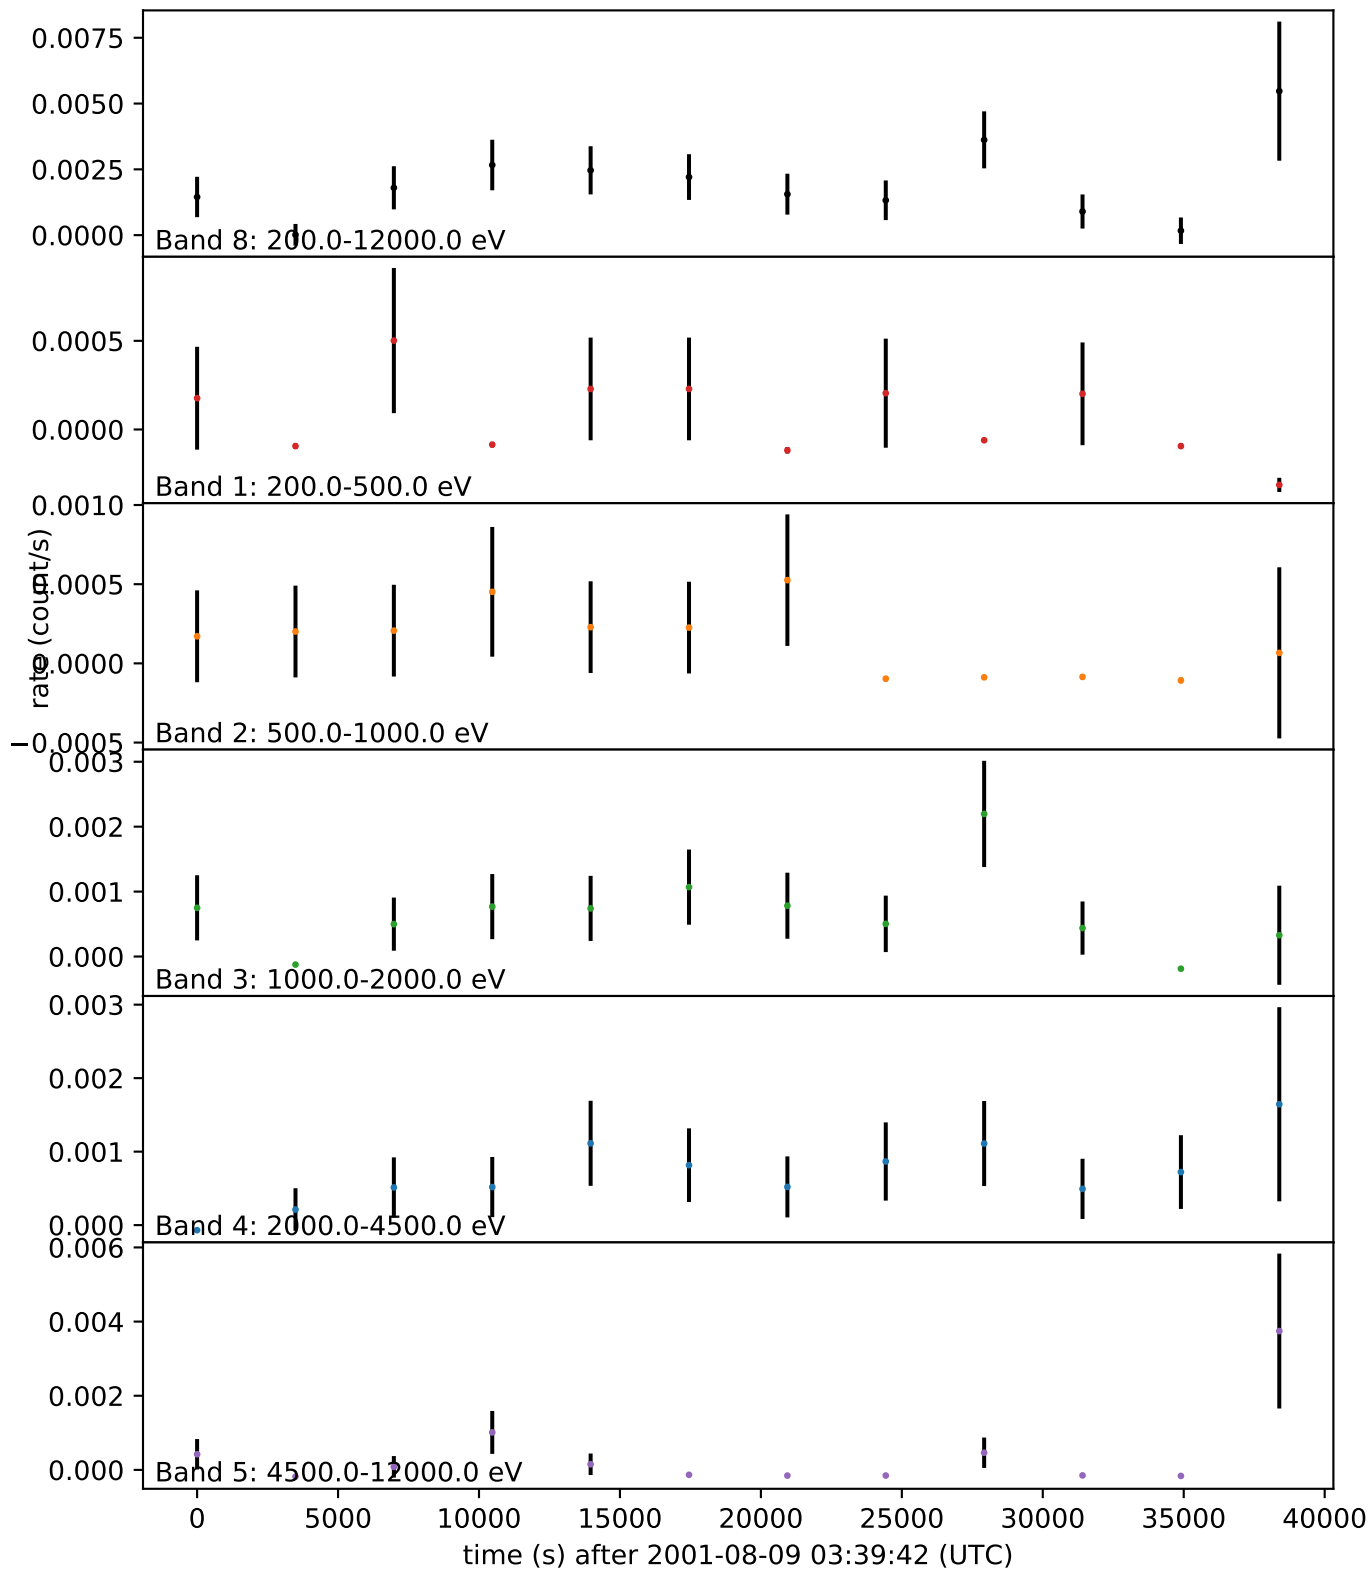 0.0075
0.0050
0.0025
0.0000
Band 8: 200.0-12000.0 eV
0.0005
0.0000
Band 1: 200.0-500.0 eV
0.0010
0.0005
0.0000
−0.0005
Band 2: 500.0-1000.0 eV
rate (count/s)
0.003
0.002
0.001
0.000
Band 3: 1000.0-2000.0 eV
0.003
0.002
0.001
0.000
Band 4: 2000.0-4500.0 eV
0.006
0.004
0.002
0.000
Band 5: 4500.0-12000.0 eV
0 5000 10000 15000 20000 25000 30000 35000 40000
time (s) after 2001-08-09 03:39:42 (UTC)